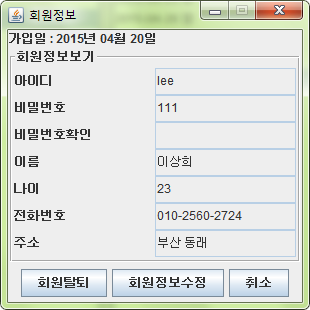 회원정보
가입일 : 2015년 04월 20일
회원정보보기
아이디 lee
비밀번호 111
비밀번호확인
이름 이상희
나이 23
전화번호 010-2560-2724
주소 부산 동래
회원탈퇴 회원정보수정 취소